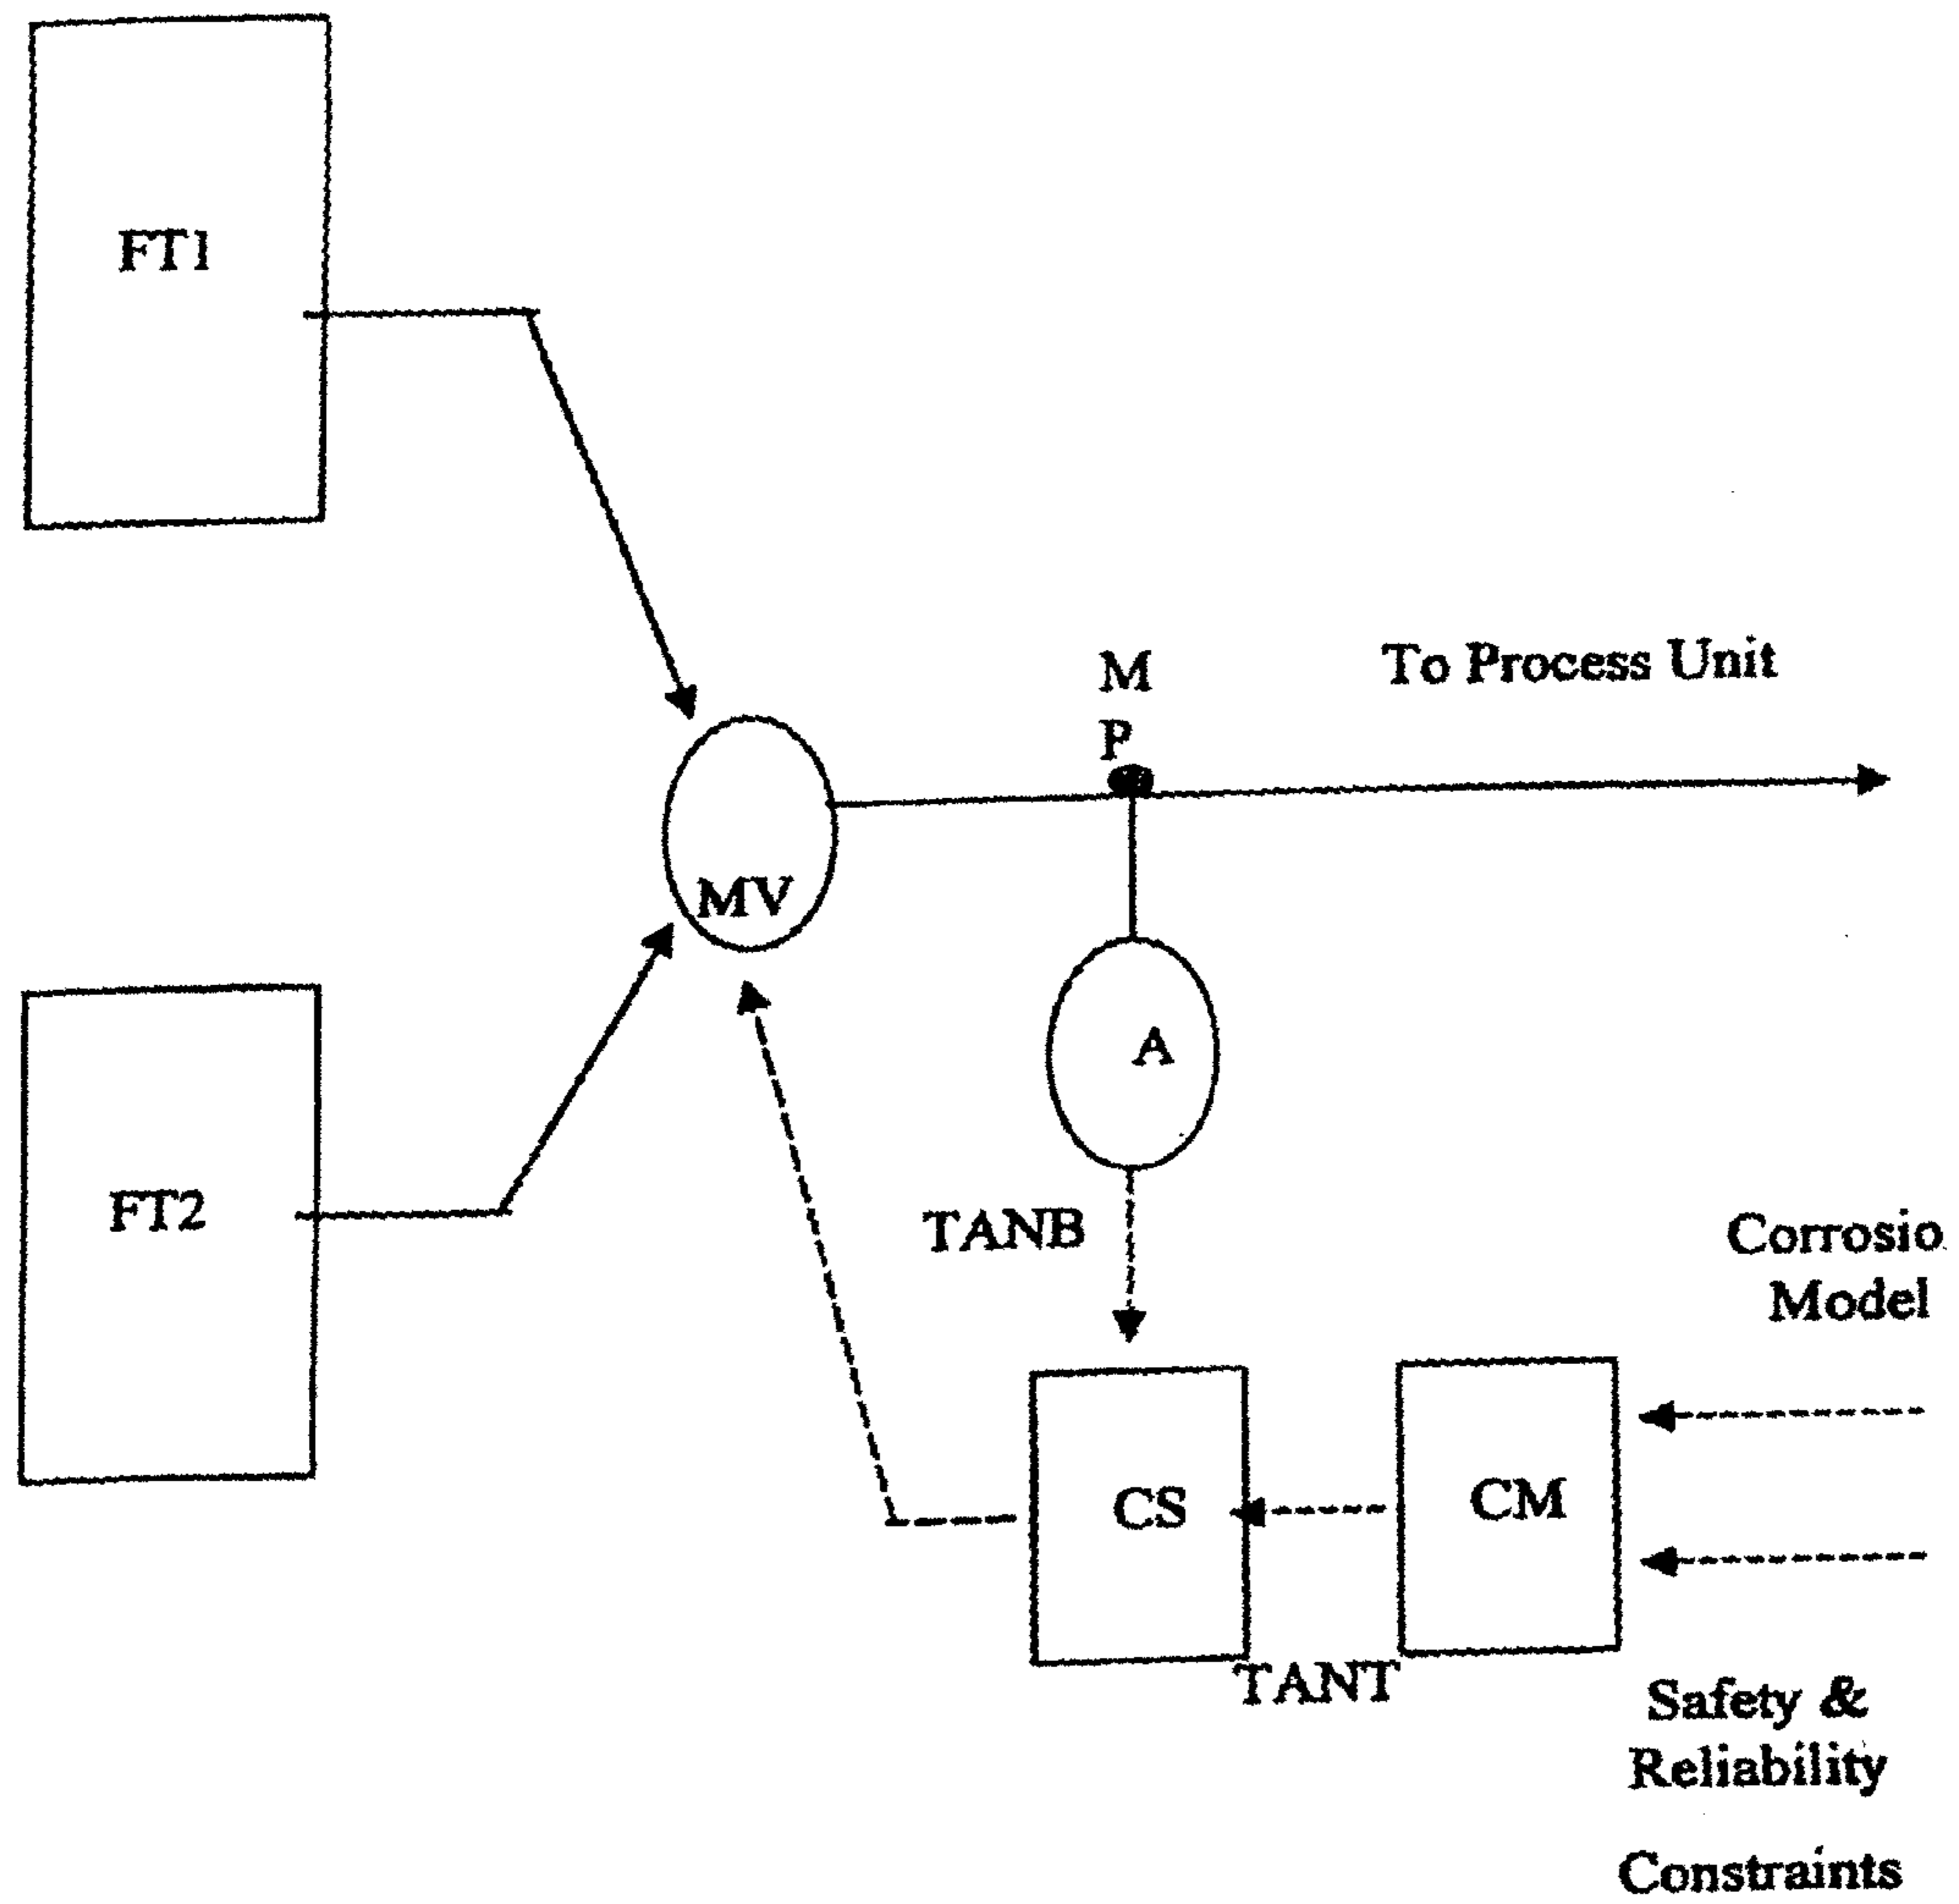 FT1
M
P
To Process Unit
MV
A
FT2
TANB
Corrosio
Model
CS
CM
TANT
Safety &
Reliability
Constraints